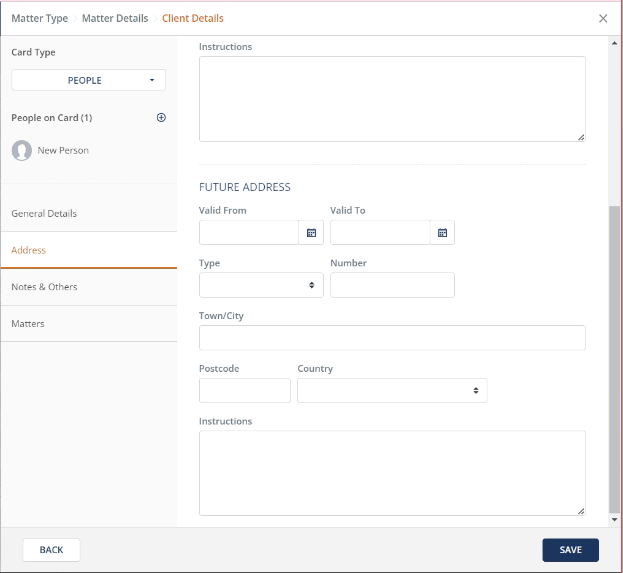 Matter Type Matter Details Client Details
Card Type
PEOPLE
People on Card (1)
New Person
General Details
Address
Notes & Others
Matters
Instructions
FUTURE ADDRESS
Valid From Valid To
Type Number
Town/City
Postcode Country
Instructions
BACK SAVE